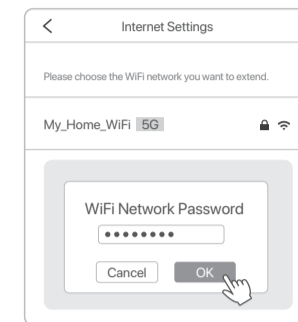 Internet Settings
Please choose the WiFi network you want to extend.
My_Home_WiFi 5G
WiFi Network Password
Cancel OK